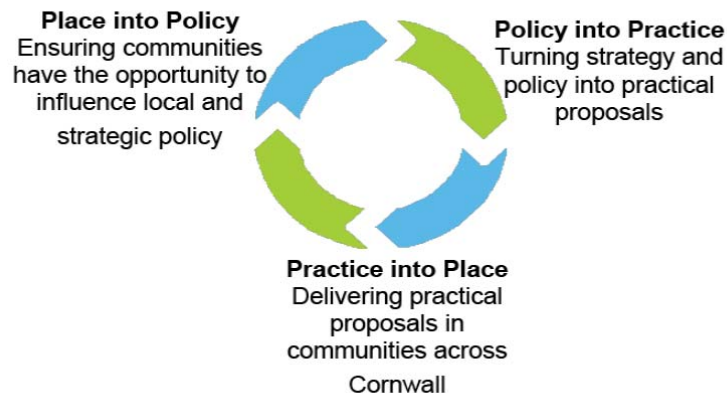 Place into Policy
Ensuring communities
have the opportunity to
influence local and
strategic policy
Policy into Practice
Turning strategy and
policy into practical
proposals
Practice into Place
Delivering practical
proposals in
communities across
Cornwall